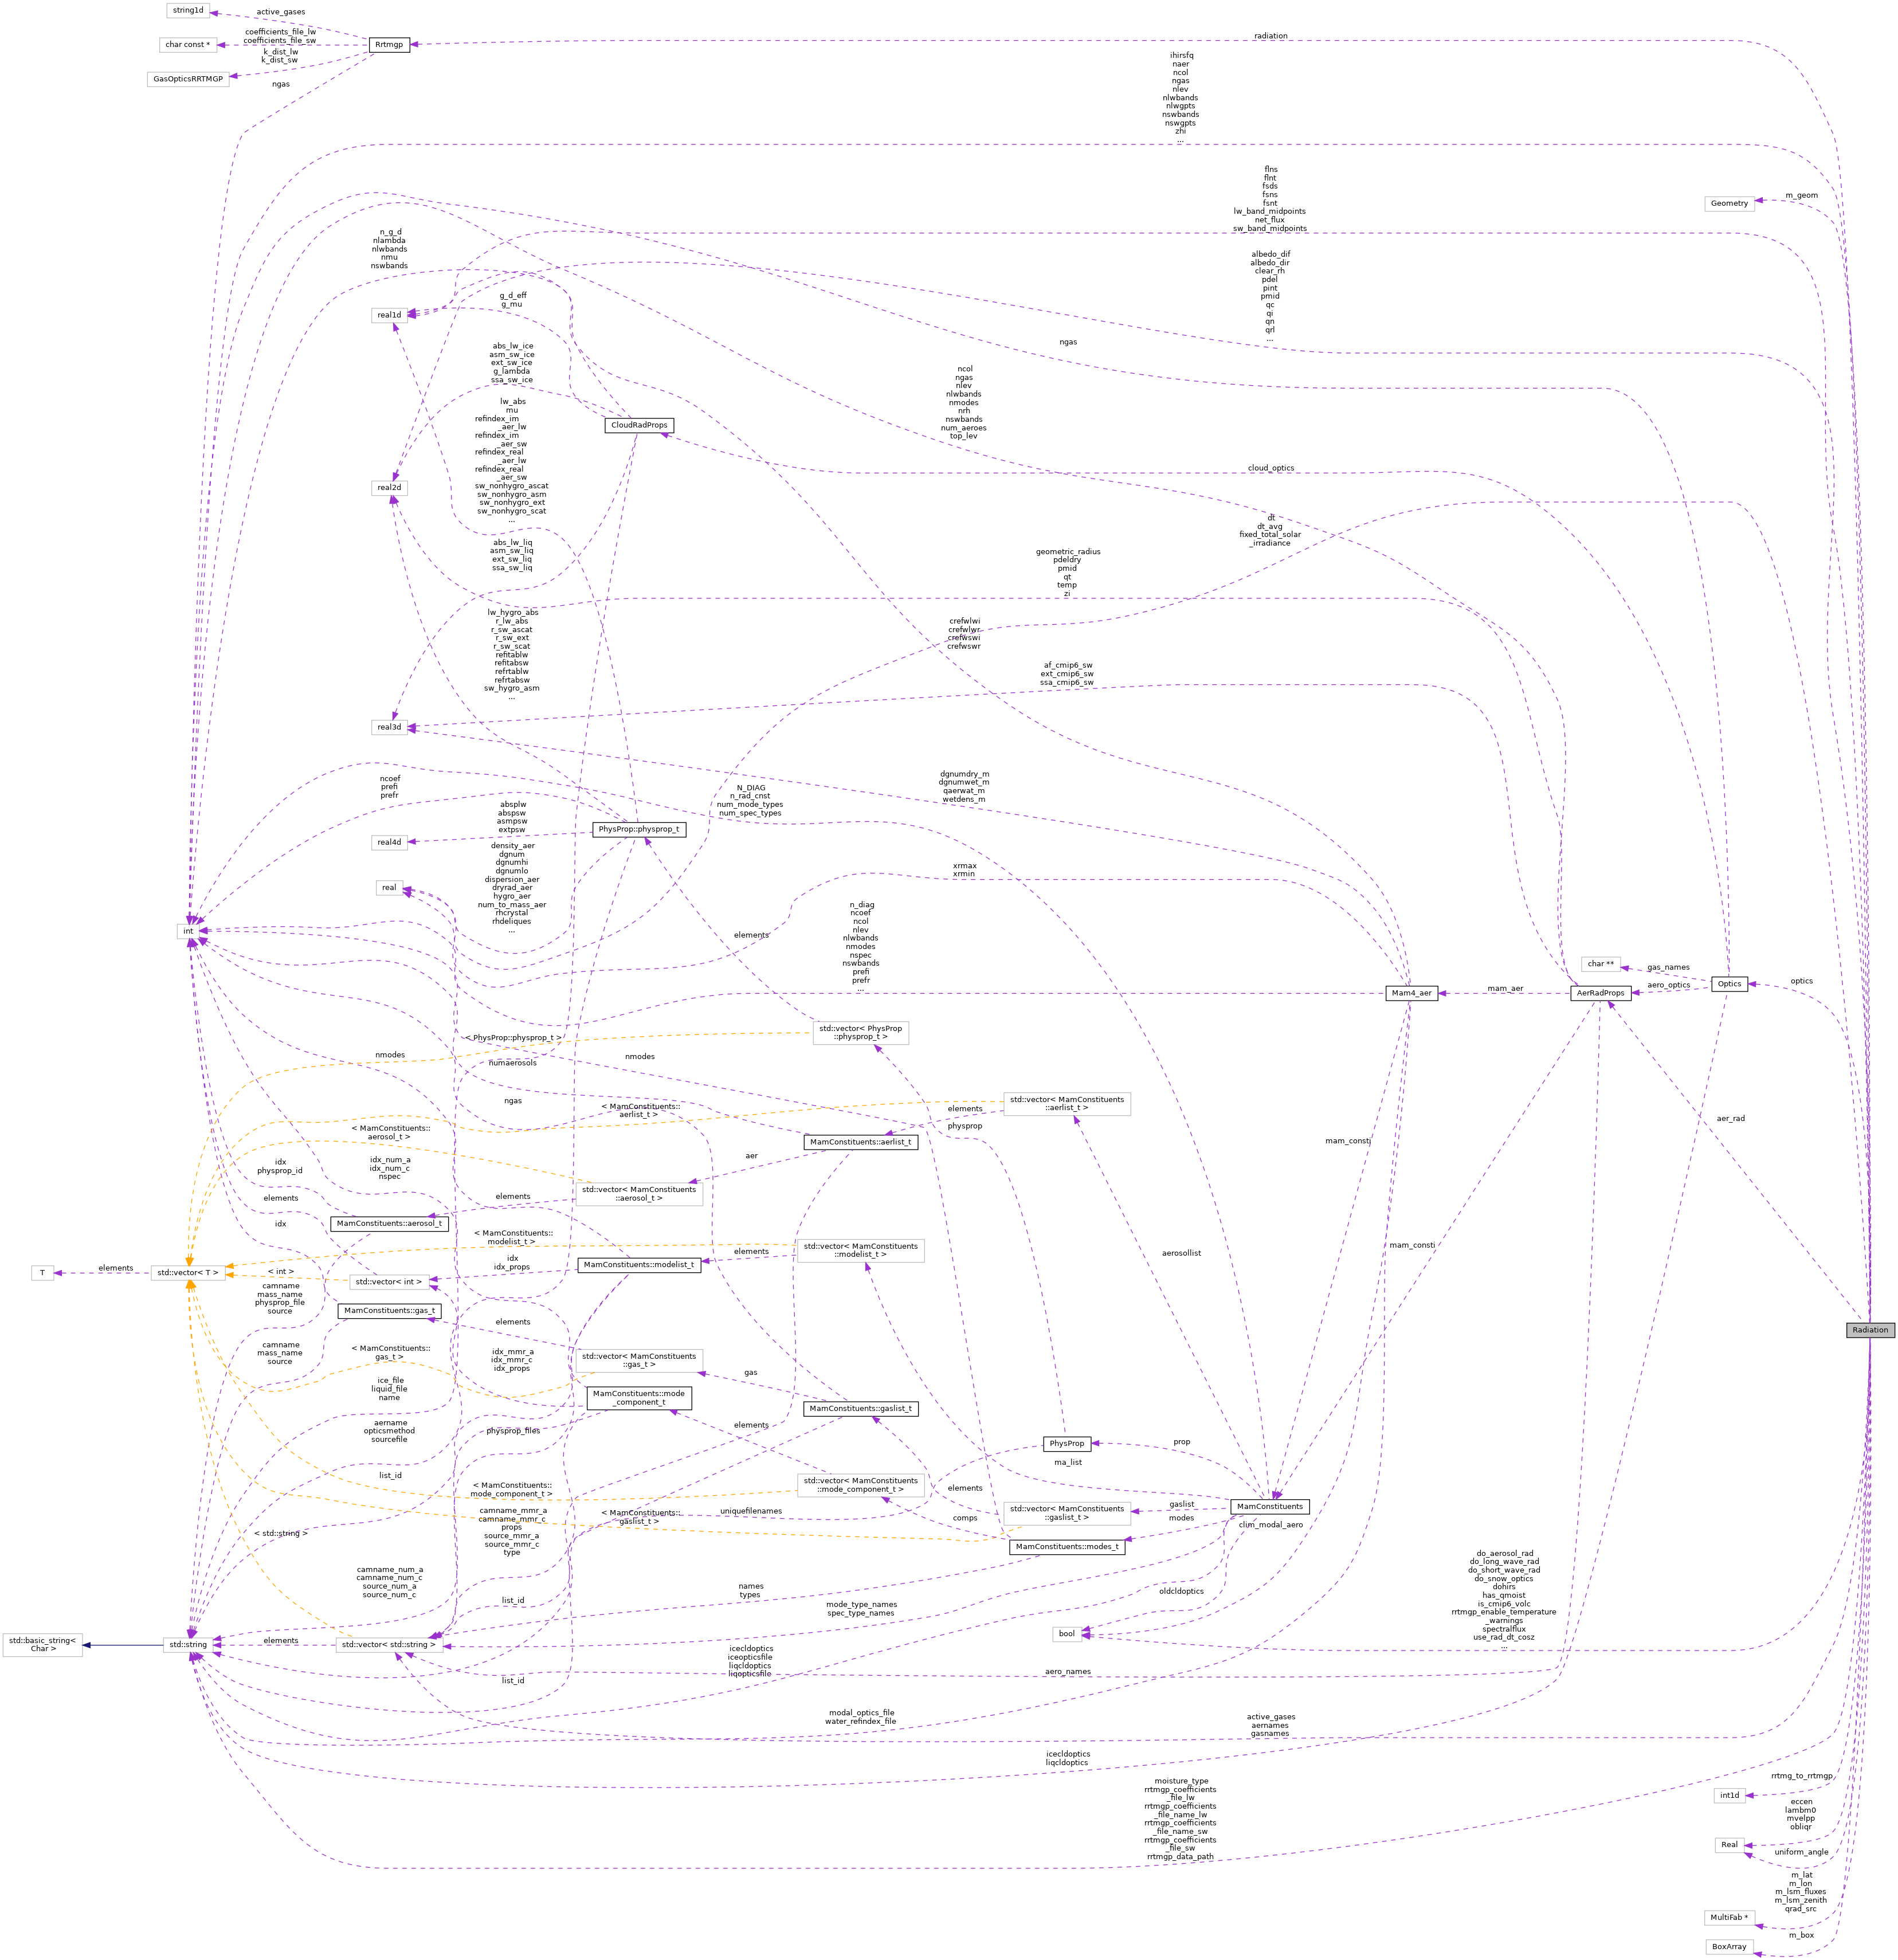 string1d
active_gases
char const *
coefficients_file_lw
coefficients_file_sw
Rrtmgp
radiation
k_dist_lw
k_dist_sw
GasOpticsRRTMGP
ngas
ihirsfq
naer
ncol
ngas
nlev
nlwbands
nlwgpts
nswbands
nswgpts
zhi
...
flns
flnt
fsds
fsns
fsnt
lw_band_midpoints
net_flux
sw_band_midpoints
m_geom
Geometry
n_g_d
nlambda
nlwbands
nmu
nswbands
albedo_dif
albedo_dir
clear_rh
pdel
pint
pmid
qc
qi
qn
qrl
...
g_d_eff
g_mu
real1d
ngas
abs_lw_ice
asm_sw_ice
ext_sw_ice
g_lambda
ssa_sw_ice
ncol
ngas
nlev
nlwbands
nmodes
nrh
nswbands
num_aeroes
top_lev
lw_abs
mu
refindex_im
_aer_lw
refindex_im
_aer_sw
refindex_real
_aer_lw
refindex_real
_aer_sw
sw_nonhygro_ascat
sw_nonhygro_asm
sw_nonhygro_ext
sw_nonhygro_scat
...
CloudRadProps
cloud_optics
real2d
dt
dt_avg
fixed_total_solar
_irradiance
abs_lw_liq
asm_sw_liq
ext_sw_liq
ssa_sw_liq
geometric_radius
pdeldry
pmid
qt
temp
zi
lw_hygro_abs
r_lw_abs
r_sw_ascat
r_sw_ext
r_sw_scat
refitablw
refitabsw
refrtablw
refrtabsw
sw_hygro_asm
...
crefwlwi
crefwlwr
crefwswi
crefwswr
af_cmip6_sw
ext_cmip6_sw
ssa_cmip6_sw
real3d
dgnumdry_m
dgnumwet_m
qaerwat_m
wetdens_m
ncoef
prefi
prefr
N_DIAG
n_rad_cnst
num_mode_types
num_spec_types
absplw
abspsw
asmpsw
extpsw
PhysProp::physprop_t
real4d
density_aer
dgnum
dgnumhi
dgnumlo
dispersion_aer
dryrad_aer
hygro_aer
num_to_mass_aer
rhcrystal
rhdeliques
...
real
xrmax
xrmin
n_diag
ncoef
ncol
nlev
nlwbands
nmodes
nspec
nswbands
prefi
prefr
...
int
elements
char **
gas_names
Optics
optics
aero_optics
AerRadProps
mam_aer
Mam4_aer
std::vector< PhysProp
::physprop_t >
< PhysProp::physprop_t >
nmodes
nmodes
numaerosols
ngas
< MamConstituents::
aerlist_t >
std::vector< MamConstituents
::aerlist_t >
elements
physprop
aer_rad
< MamConstituents::
aerosol_t >
MamConstituents::aerlist_t
mam_consti
aer
idx
physprop_id
idx_num_a
idx_num_c
nspec
std::vector< MamConstituents
::aerosol_t >
elements
elements
MamConstituents::aerosol_t
idx
< MamConstituents::
modelist_t >
std::vector< MamConstituents
::modelist_t >
elements
mam_consti
aerosollist
T
elements
std::vector< T >
< int >
std::vector< int >
idx
idx_props
MamConstituents::modelist_t
camname
mass_name
physprop_file
source
MamConstituents::gas_t
elements
Radiation
camname
mass_name
source
< MamConstituents::
gas_t >
idx_mmr_a
idx_mmr_c
idx_props
std::vector< MamConstituents
::gas_t >
gas
ice_file
liquid_file
name
MamConstituents::mode
_component_t
MamConstituents::gaslist_t
aername
opticsmethod
sourcefile
physprop_files
elements
PhysProp
prop
ma_list
list_id
< MamConstituents::
mode_component_t >
std::vector< MamConstituents
::mode_component_t >
elements
MamConstituents
camname_mmr_a
camname_mmr_c
props
source_mmr_a
source_mmr_c
type
< MamConstituents::
gaslist_t >
uniquefilenames
comps
std::vector< MamConstituents
::gaslist_t >
gaslist
modes
clim_modal_aero
< std::string >
MamConstituents::modes_t
camname_num_a
camname_num_c
source_num_a
source_num_c
names
types
list_id
mode_type_names
spec_type_names
oldcldoptics
do_aerosol_rad
do_long_wave_rad
do_short_wave_rad
do_snow_optics
dohirs
has_qmoist
is_cmip6_volc
rrtmgp_enable_temperature
_warnings
spectralflux
use_rad_dt_cosz
...
bool
std::basic_string<
Char >
std::string
elements
std::vector< std::string >
icecldoptics
iceopticsfile
liqcldoptics
liqopticsfile
list_id
aero_names
modal_optics_file
water_refindex_file
active_gases
aernames
gasnames
icecldoptics
liqcldoptics
moisture_type
rrtmgp_coefficients
_file_lw
rrtmgp_coefficients
_file_name_lw
rrtmgp_coefficients
_file_name_sw
rrtmgp_coefficients
_file_sw
rrtmgp_data_path
rrtmg_to_rrtmgp
int1d
eccen
lambm0
mvelpp
obliqr
Real
uniform_angle
m_lat
m_lon
m_lsm_fluxes
m_lsm_zenith
qrad_src
MultiFab *
m_box
BoxArray